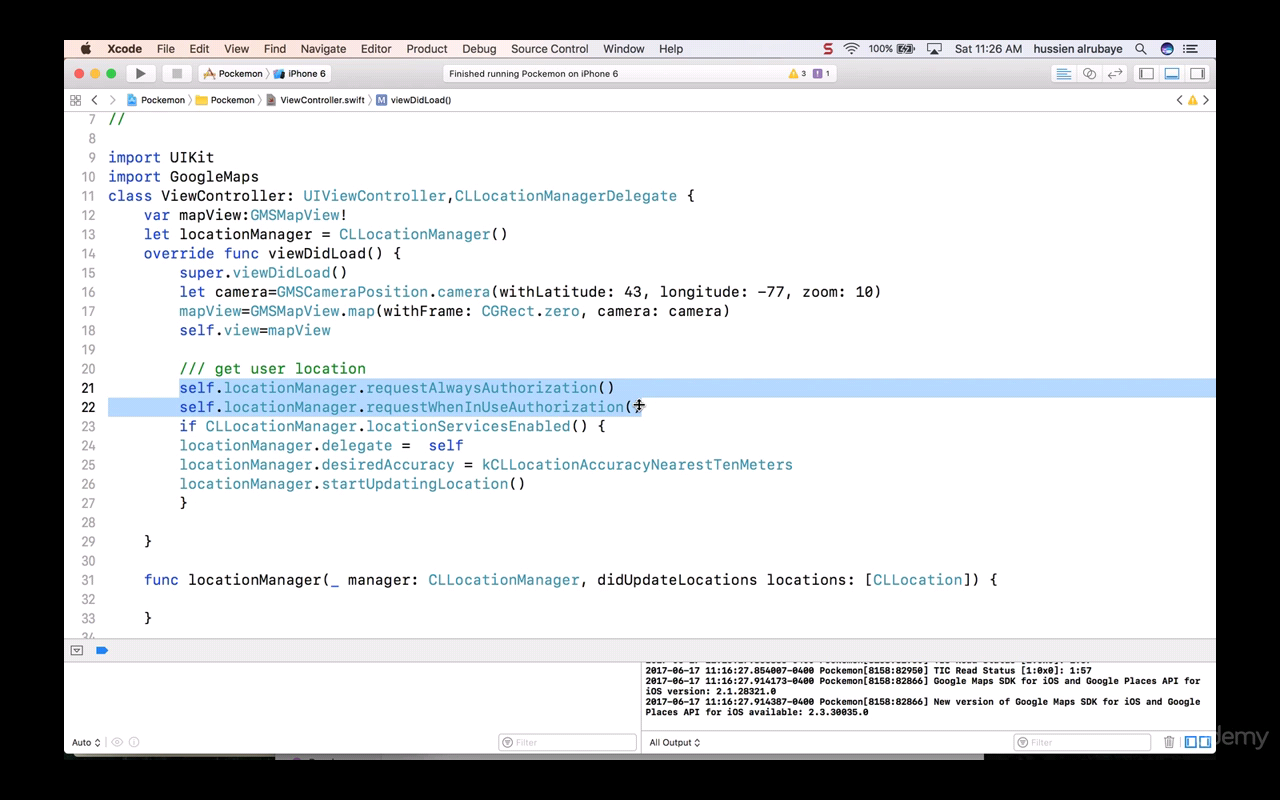 Xcode File Edit View Find Navigate Editor Product Debug Source Control Window Help S 100% Sat 11:26 AM hussien alrubaye
Pockemon iPhone 6 Finished running Pockemon on iPhone 6 3 1
Pockemon Pockemon ViewController.swift M viewDidLoad()
7 //
8
9 import UIKit
10 import GoogleMaps
11 class ViewController: UIViewController,CLLocationManagerDelegate {
12 var mapView:GMSMapView!
13 let locationManager = CLLocationManager()
14 override func viewDidLoad() {
15 super.viewDidLoad()
16 let camera=GMSCameraPosition.camera(withLatitude: 43, longitude: -77, zoom: 10)
17 mapView=GMSMapView.map(withFrame: CGRect.zero, camera: camera)
18 self.view=mapView
19
20 /// get user location
21 self.locationManager.requestAlwaysAuthorization()
22 self.locationManager.requestWhenInUseAuthorization()
23 if CLLocationManager.locationServicesEnabled() {
24 locationManager.delegate = self
25 locationManager.desiredAccuracy = kCLLocationAccuracyNearestTenMeters
26 locationManager.startUpdatingLocation()
27 }
28
29 }
30
31 func locationManager(_ manager: CLLocationManager, didUpdateLocations locations: [CLLocation]) {
32
33 }
34
2017-06-17 11:16:27.854007-0400 Pockemon[8158:82950] TIC Read Status [1:0x0]: 1:57
2017-06-17 11:16:27.914173-0400 Pockemon[8158:82866] Google Maps SDK for iOS and Google Places API for
iOS version: 2.1.28321.0
2017-06-17 11:16:27.914387-0400 Pockemon[8158:82866] New version of Google Maps SDK for iOS and Google
Places API for iOS available: 2.3.30035.0
Auto Filter All Output Filter
demy